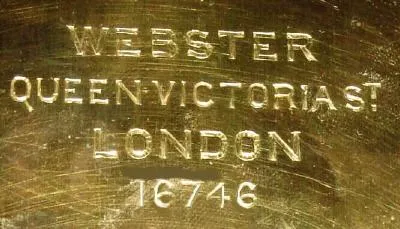 WEBSTER
QUEEN·VICTORIA ST
LONDON
16746